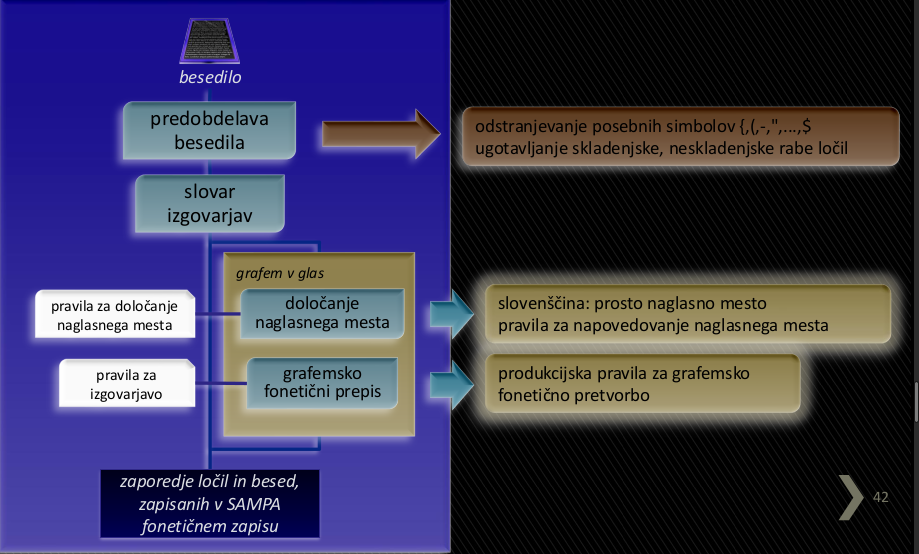 besedilo
predobdelava
besedila
odstranjevanje posebnih simbolov {,(,-,",...,$
ugotavljanje skladenjske, neskladenjske rabe ločil
slovar
izgovarjav
grafem v glas
pravila za določanje
naglasnega mesta
določanje
naglasnega mesta
slovenščina: prosto naglasno mesto
pravila za napovedovanje naglasnega mesta
pravila za
izgovarjavo
grafemsko
fonetični prepis
produkcijska pravila za grafemsko
fonetično pretvorbo
zaporedje ločil in besed,
zapisanih v SAMPA
fonetičnem zapisu
42